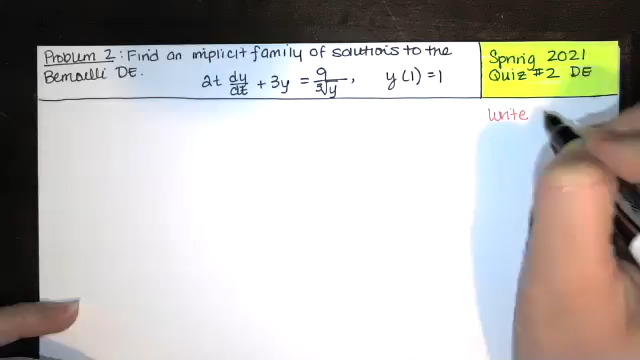 Problem 2: Find an implicit family of solutions to the
Bernoulli DE.
2t dy/dt + 3y = 9/∛y, y(1) = 1
Spring 2021
Quiz #2 DE
Write